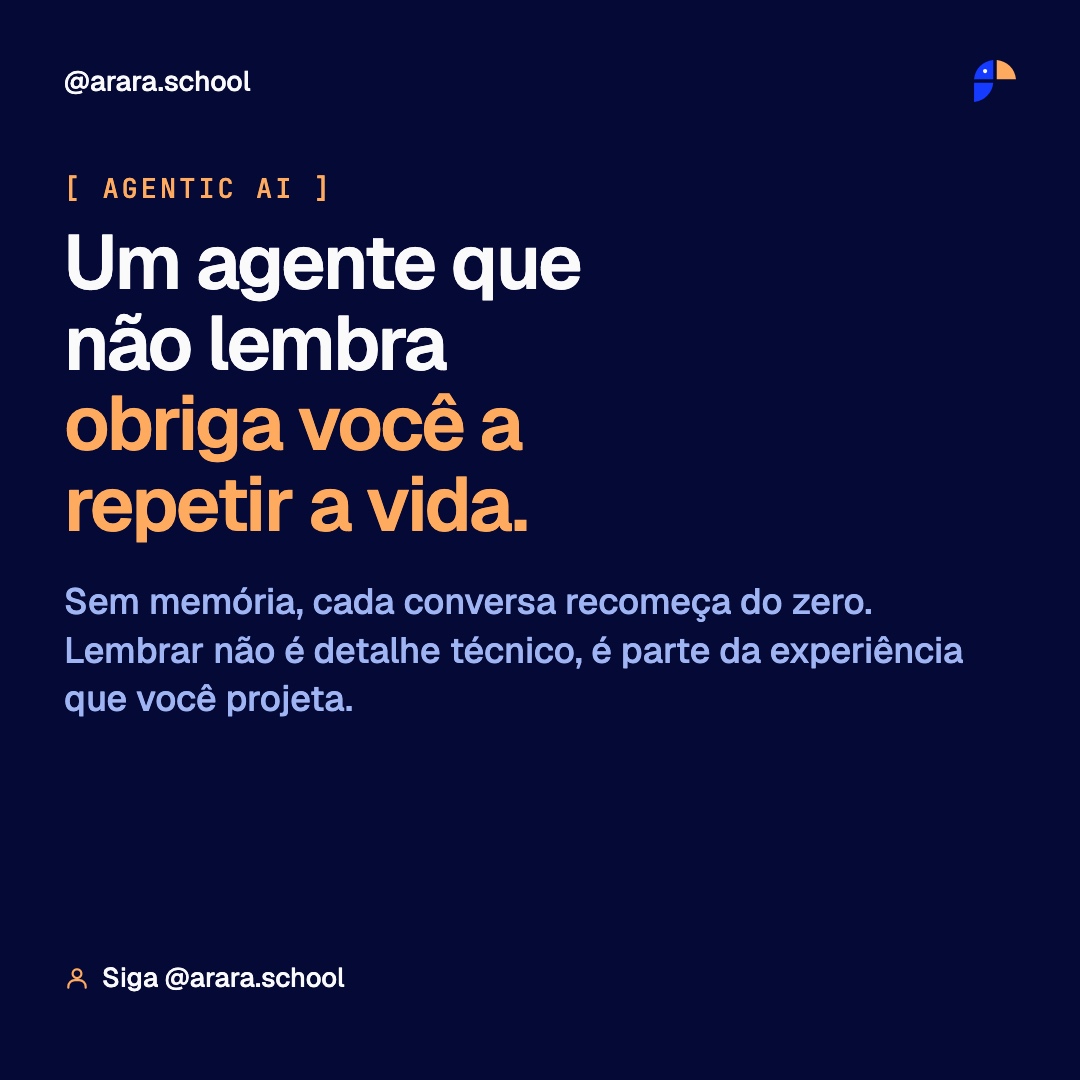 @arara.school
[ AGENTIC AI ]
Um agente que
não lembra
obriga você a
repetir a vida.
Sem memória, cada conversa recomeça do zero.
Lembrar não é detalhe técnico, é parte da experiência
que você projeta.
Siga @arara.school